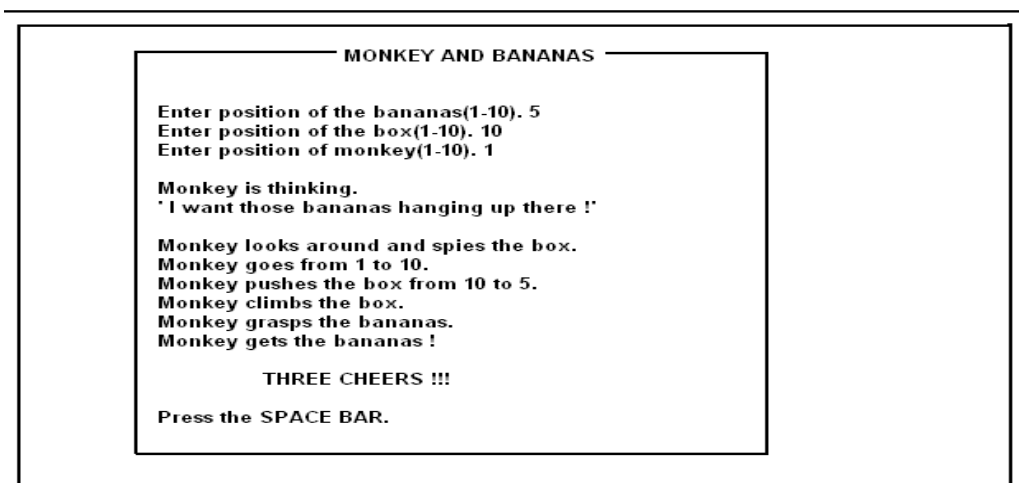 MONKEY AND BANANAS
Enter position of the bananas(1-10). 5
Enter position of the box(1-10). 10
Enter position of monkey(1-10). 1
Monkey is thinking.
' I want those bananas hanging up there !'
Monkey looks around and spies the box.
Monkey goes from 1 to 10.
Monkey pushes the box from 10 to 5.
Monkey climbs the box.
Monkey grasps the bananas.
Monkey gets the bananas !
THREE CHEERS !!!
Press the SPACE BAR.